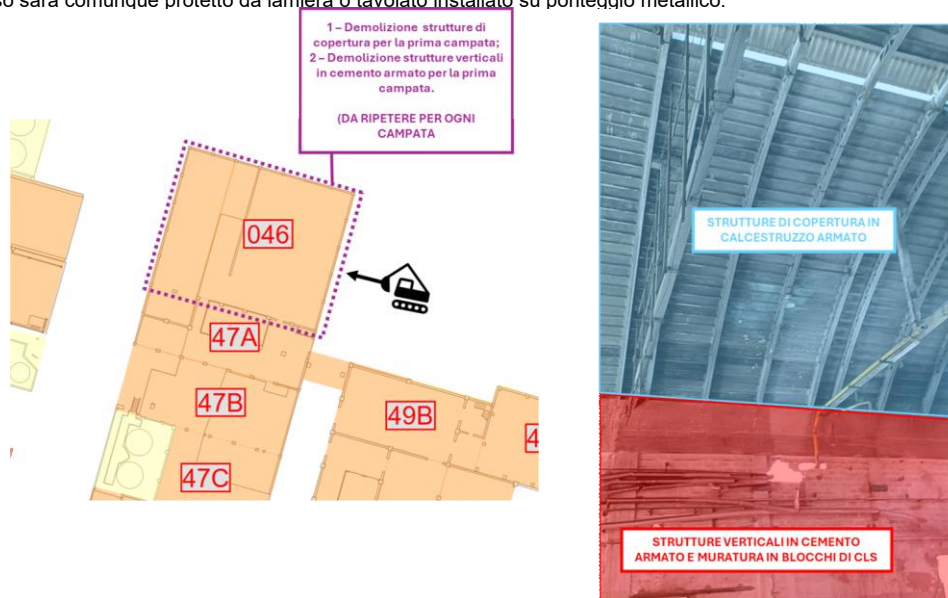 so sarà comunque protetto da lamiera o tavolato installato su ponteggio metallico.
1 – Demolizione strutture di
copertura per la prima campata;
2 – Demolizione strutture verticali
in cemento armato per la prima
campata.
(DA RIPETERE PER OGNI
CAMPATA
046
47A
47B
47C
49B
4
STRUTTURE DI COPERTURA IN
CALCESTRUZZO ARMATO
STRUTTURE VERTICALI IN CEMENTO
ARMATO E MURATURA IN BLOCCHI DI CLS